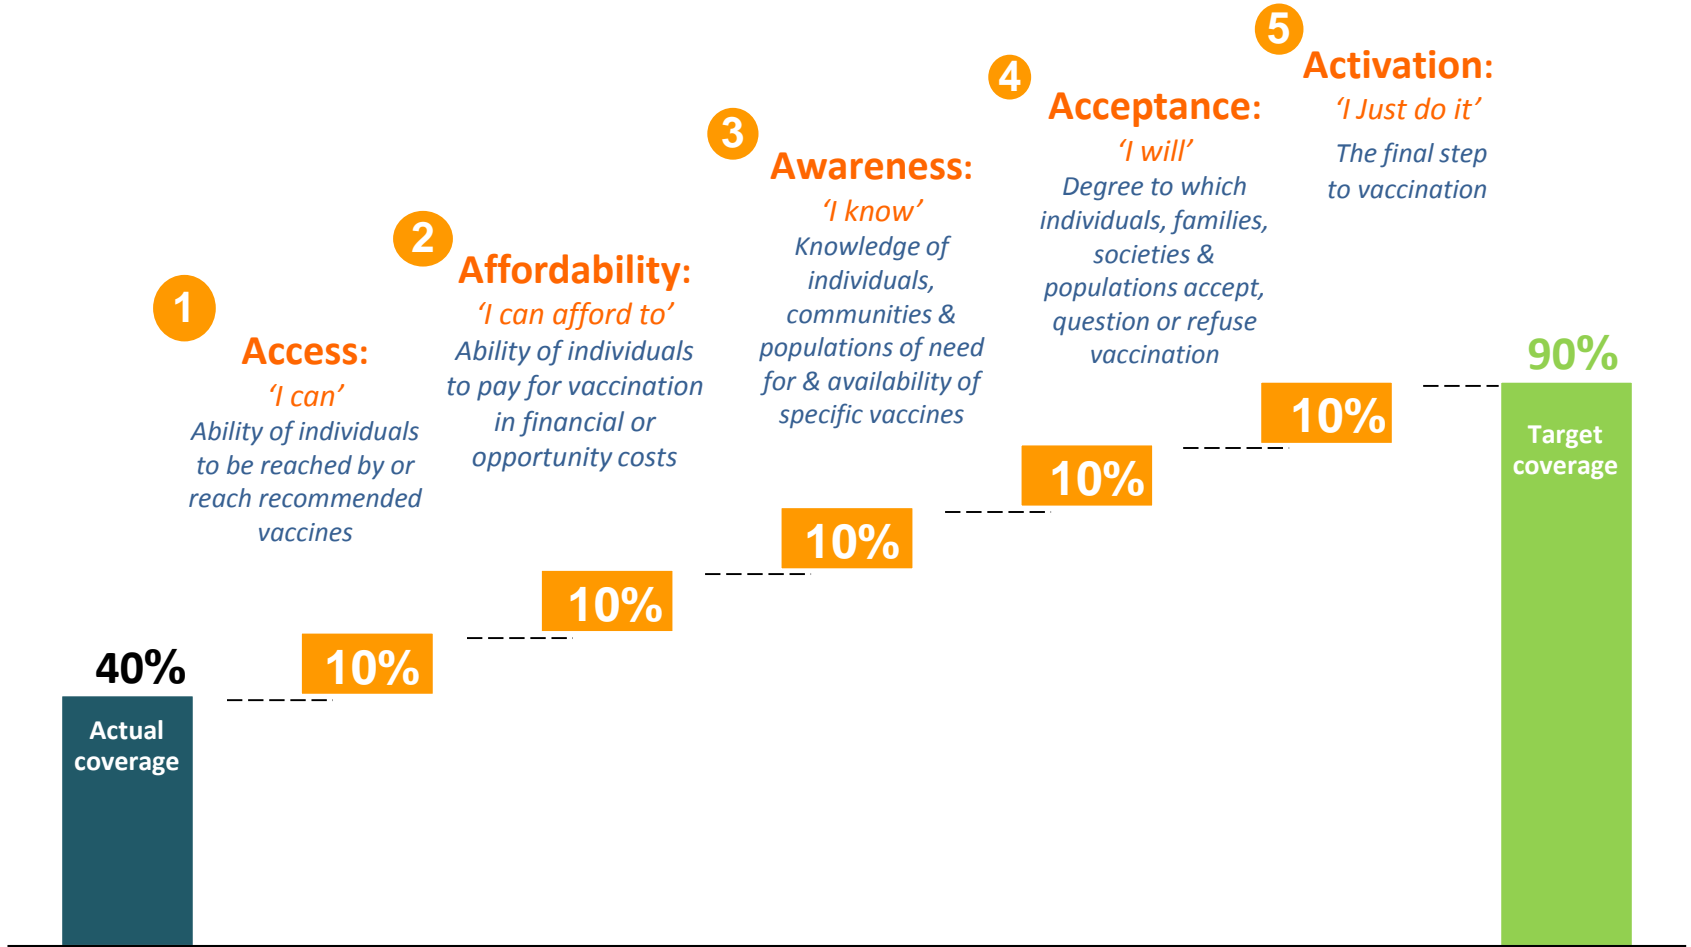 1
Access:
‘I can’
Ability of individuals
to be reached by or
reach recommended
vaccines
2
Affordability:
‘I can afford to’
Ability of individuals
to pay for vaccination
in financial or
opportunity costs
3
Awareness:
‘I know’
Knowledge of
individuals,
communities &
populations of need
for & availability of
specific vaccines
4
Acceptance:
‘I will’
Degree to which
individuals, families,
societies &
populations accept,
question or refuse
vaccination
5
Activation:
‘I Just do it’
The final step
to vaccination
40%
Actual
coverage
10%
10%
10%
10%
10%
90%
Target
coverage